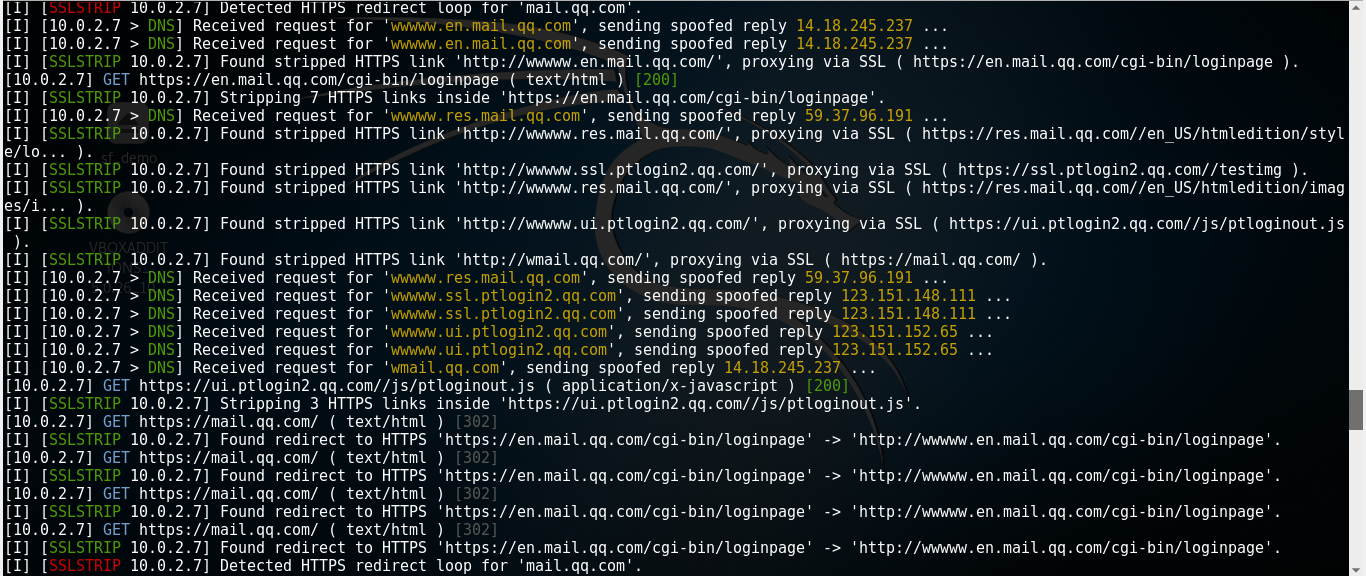 [I] [SSLSTRIP 10.0.2.7] Detected HTTPS redirect loop for 'mail.qq.com'.
[I] [10.0.2.7 > DNS] Received request for 'wwwww.en.mail.qq.com', sending spoofed reply 14.18.245.237 ...
[I] [10.0.2.7 > DNS] Received request for 'wwwww.en.mail.qq.com', sending spoofed reply 14.18.245.237 ...
[I] [SSLSTRIP 10.0.2.7] Found stripped HTTPS link 'http://wwwww.en.mail.qq.com/', proxying via SSL ( https://en.mail.qq.com/cgi-bin/loginpage ).
[10.0.2.7] GET https://en.mail.qq.com/cgi-bin/loginpage ( text/html ) [200]
[I] [SSLSTRIP 10.0.2.7] Stripping 7 HTTPS links inside 'https://en.mail.qq.com/cgi-bin/loginpage'.
[I] [10.0.2.7 > DNS] Received request for 'wwwww.res.mail.qq.com', sending spoofed reply 59.37.96.191 ...
[I] [SSLSTRIP 10.0.2.7] Found stripped HTTPS link 'http://wwwww.res.mail.qq.com/', proxying via SSL ( https://res.mail.qq.com//en_US/htmledition/styl
e/lo... ).
sf_demo
[I] [SSLSTRIP 10.0.2.7] Found stripped HTTPS link 'http://wwwww.ssl.ptlogin2.qq.com/', proxying via SSL ( https://ssl.ptlogin2.qq.com//testimg ).
[I] [SSLSTRIP 10.0.2.7] Found stripped HTTPS link 'http://wwwww.res.mail.qq.com/', proxying via SSL ( https://res.mail.qq.com//en_US/htmledition/imag
es/i... ).
[I] [SSLSTRIP 10.0.2.7] Found stripped HTTPS link 'http://wwwww.ui.ptlogin2.qq.com/', proxying via SSL ( https://ui.ptlogin2.qq.com//js/ptloginout.js
).
VBOXADDIT
[I] [SSLSTRIP 10.0.2.7] Found stripped HTTPS link 'http://wmail.qq.com/', proxying via SSL ( https://mail.qq.com/ ).
[I] [10.0.2.7 > DNS] Received request for 'wwwww.res.mail.qq.com', sending spoofed reply 59.37.96.191 ...
[I] [10.0.2.7 > DNS] Received request for 'wwwww.ssl.ptlogin2.qq.com', sending spoofed reply 123.151.148.111 ...
[I] [10.0.2.7 > DNS] Received request for 'wwwww.ssl.ptlogin2.qq.com', sending spoofed reply 123.151.148.111 ...
[I] [10.0.2.7 > DNS] Received request for 'wwwww.ui.ptlogin2.qq.com', sending spoofed reply 123.151.152.65 ...
[I] [10.0.2.7 > DNS] Received request for 'wwwww.ui.ptlogin2.qq.com', sending spoofed reply 123.151.152.65 ...
[I] [10.0.2.7 > DNS] Received request for 'wmail.qq.com', sending spoofed reply 14.18.245.237 ...
[10.0.2.7] GET https://ui.ptlogin2.qq.com//js/ptloginout.js ( application/x-javascript ) [200]
[I] [SSLSTRIP 10.0.2.7] Stripping 3 HTTPS links inside 'https://ui.ptlogin2.qq.com//js/ptloginout.js'.
[10.0.2.7] GET https://mail.qq.com/ ( text/html ) [302]
[I] [SSLSTRIP 10.0.2.7] Found redirect to HTTPS 'https://en.mail.qq.com/cgi-bin/loginpage' -> 'http://wwwww.en.mail.qq.com/cgi-bin/loginpage'.
[10.0.2.7] GET https://mail.qq.com/ ( text/html ) [302]
[I] [SSLSTRIP 10.0.2.7] Found redirect to HTTPS 'https://en.mail.qq.com/cgi-bin/loginpage' -> 'http://wwwww.en.mail.qq.com/cgi-bin/loginpage'.
[10.0.2.7] GET https://mail.qq.com/ ( text/html ) [302]
[I] [SSLSTRIP 10.0.2.7] Found redirect to HTTPS 'https://en.mail.qq.com/cgi-bin/loginpage' -> 'http://wwwww.en.mail.qq.com/cgi-bin/loginpage'.
[10.0.2.7] GET https://mail.qq.com/ ( text/html ) [302]
[I] [SSLSTRIP 10.0.2.7] Found redirect to HTTPS 'https://en.mail.qq.com/cgi-bin/loginpage' -> 'http://wwwww.en.mail.qq.com/cgi-bin/loginpage'.
[I] [SSLSTRIP 10.0.2.7] Detected HTTPS redirect loop for 'mail.qq.com'.